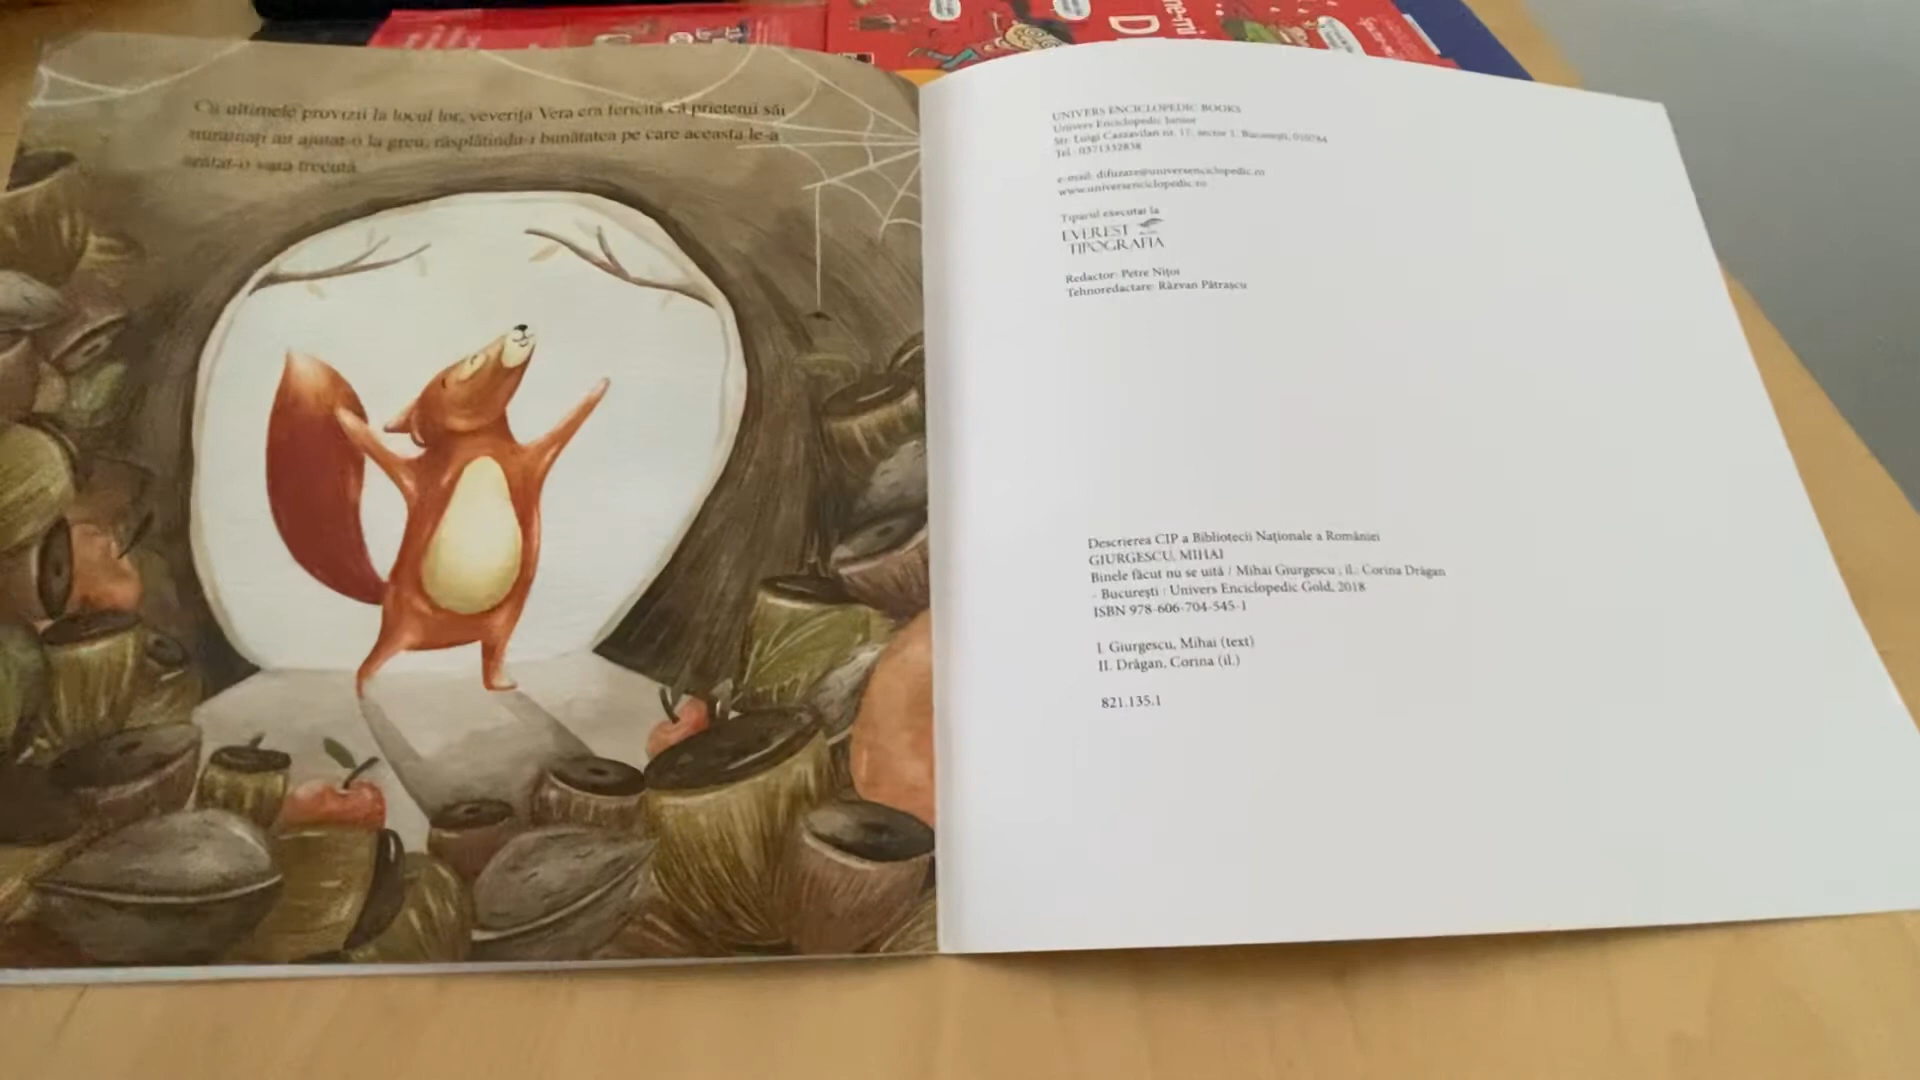 Cu ultimele provizii la locul lor, veverița Vera era fericită că prietenii săi
minunați au ajutat-o la greu, răsplătindu-i bunătatea pe care aceasta le-a
arătat-o vara trecută.
UNIVERS ENCICLOPEDIC BOOKS
Univers Enciclopedic Junior
Str. Luigi Cazzavillan nr. 17, sector 1, București, 010784
Tel.: 0371332838
e-mail: difuzare@universenciclopedic.ro
www.universenciclopedic.ro
Tiparul executat la
EVEREST
TIPOGRAFIA
Redactor: Petre Nițoi
Tehnoredactare: Răzvan Pătrașcu
Descrierea CIP a Bibliotecii Naționale a României
GIURGESCU, MIHAI
Binele făcut nu se uită / Mihai Giurgescu ; il.: Corina Drăgan
- București : Univers Enciclopedic Gold, 2018
ISBN 978-606-704-545-1
I. Giurgescu, Mihai (text)
II. Drăgan, Corina (il.)
821.135.1